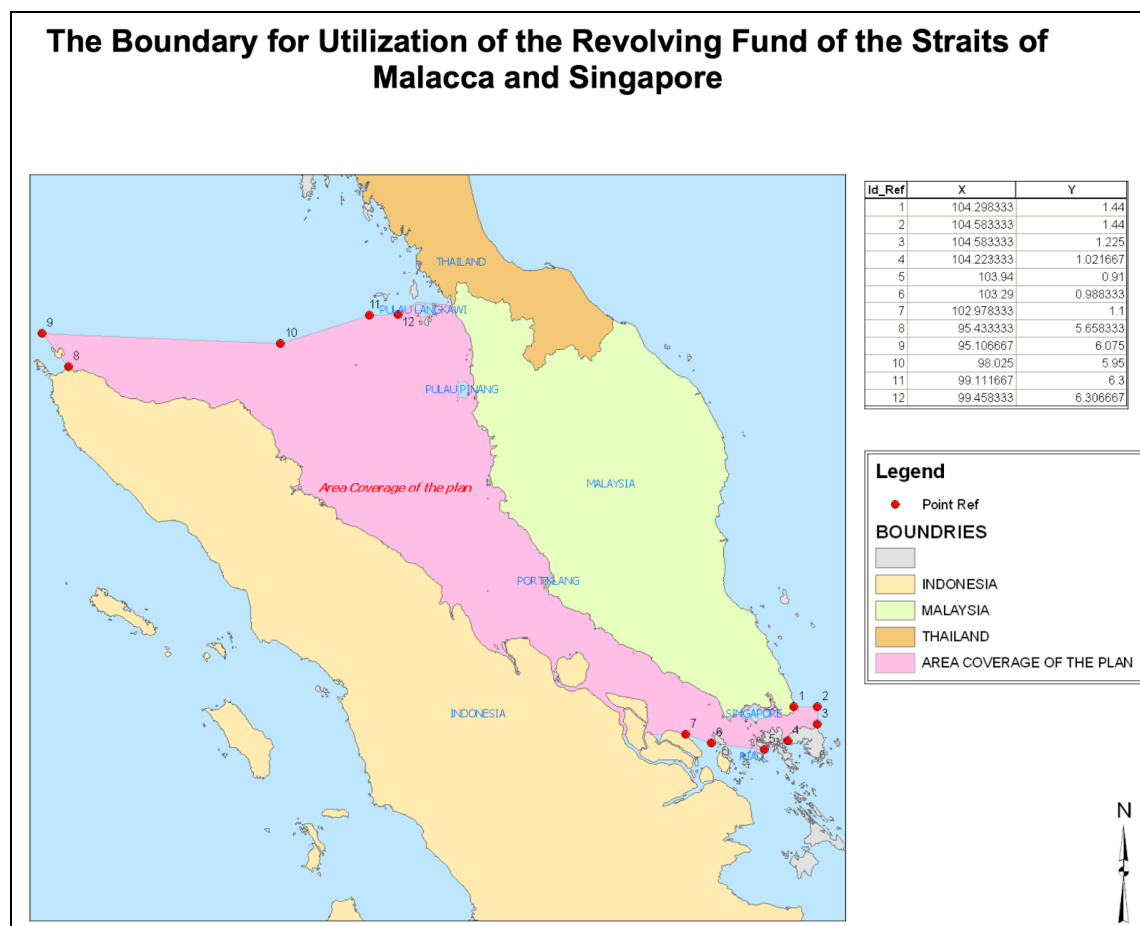 The Boundary for Utilization of the Revolving Fund of the Straits of
Malacca and Singapore
THAILAND
11
PULAU LANGKAWI
12
9
10
8
PULAU PINANG
MALAYSIA
Area Coverage of the plan
PORT KLANG
INDONESIA
SINGAPORE
1
2
3
4
5
6
7
Id_Ref X Y
1 104.298333 1.44
2 104.583333 1.44
3 104.583333 1.225
4 104.223333 1.021667
5 103.94 0.91
6 103.29 0.988333
7 102.978333 1.1
8 95.433333 5.658333
9 95.106667 6.075
10 98.025 5.95
11 99.111667 6.3
12 99.458333 6.306667
Legend
Point Ref
BOUNDRIES
INDONESIA
MALAYSIA
THAILAND
AREA COVERAGE OF THE PLAN
N